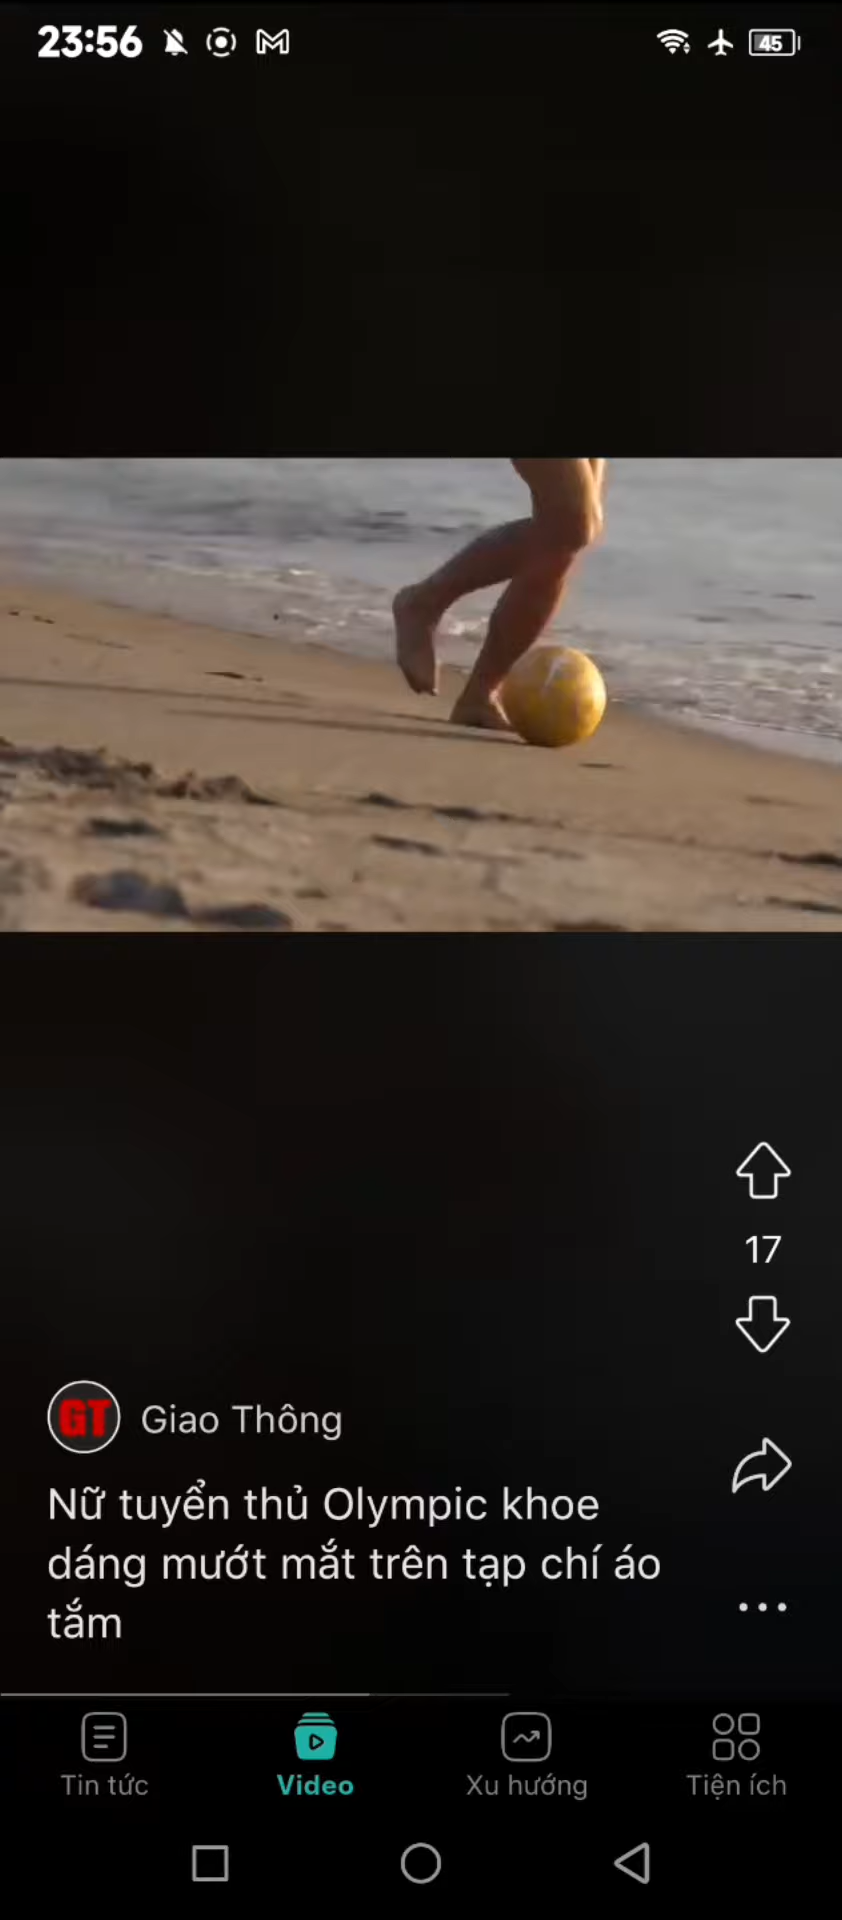 23:56
45
17
GT Giao Thông
Nữ tuyển thủ Olympic khoe
dáng mướt mắt trên tạp chí áo
tắm
Tin tức Video Xu hướng Tiện ích